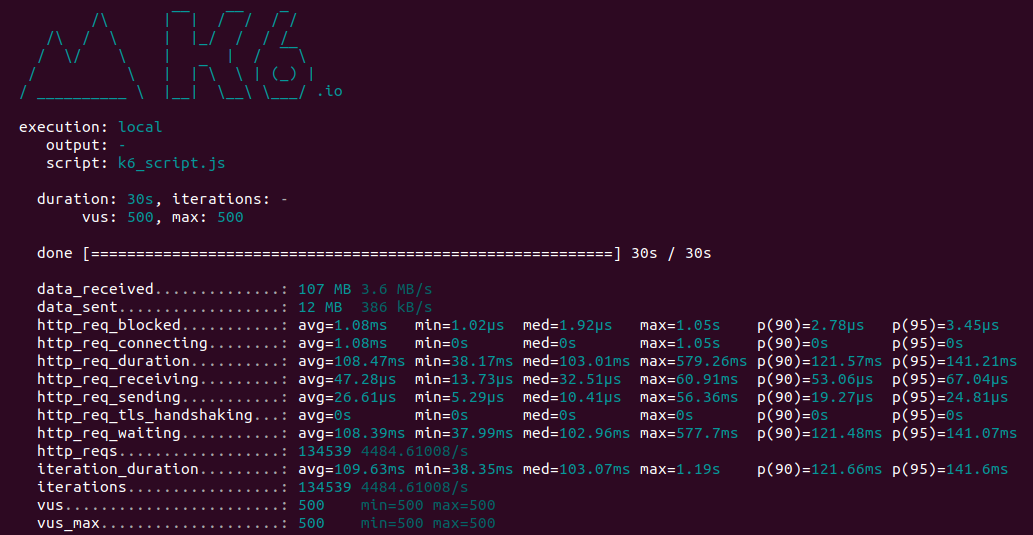 /\      |‾‾|  /‾‾/  /‾/
     /\  /  \     |  |_/  /  / /
    /  \/    \    |      |  /  ‾‾\
   /          \   |  |‾\  \ | (_) |
  / __________ \  |__|  \__\ \___/ .io
execution: local
output: -
script: k6_script.js
duration: 30s, iterations: -
vus: 500, max: 500
done [==========================================================] 30s / 30s
data_received..............: 107 MB 3.6 MB/s
data_sent..................: 12 MB  386 kB/s
http_req_blocked...........: avg=1.08ms   min=1.02µs  med=1.92µs   max=1.05s    p(90)=2.78µs   p(95)=3.45µs
http_req_connecting........: avg=1.08ms   min=0s      med=0s       max=1.05s    p(90)=0s       p(95)=0s
http_req_duration..........: avg=108.47ms min=38.17ms med=103.01ms max=579.26ms p(90)=121.57ms p(95)=141.21ms
http_req_receiving.........: avg=47.28µs  min=13.73µs med=32.51µs  max=60.91ms  p(90)=53.06µs  p(95)=67.04µs
http_req_sending...........: avg=26.61µs  min=5.29µs  med=10.41µs  max=56.36ms  p(90)=19.27µs  p(95)=24.81µs
http_req_tls_handshaking...: avg=0s       min=0s      med=0s       max=0s       p(90)=0s       p(95)=0s
http_req_waiting...........: avg=108.39ms min=37.99ms med=102.96ms max=577.7ms  p(90)=121.48ms p(95)=141.07ms
http_reqs..................: 134539 4484.61008/s
iteration_duration.........: avg=109.63ms min=38.35ms med=103.07ms max=1.19s    p(90)=121.66ms p(95)=141.6ms
iterations.................: 134539 4484.61008/s
vus........................: 500    min=500 max=500
vus_max....................: 500    min=500 max=500